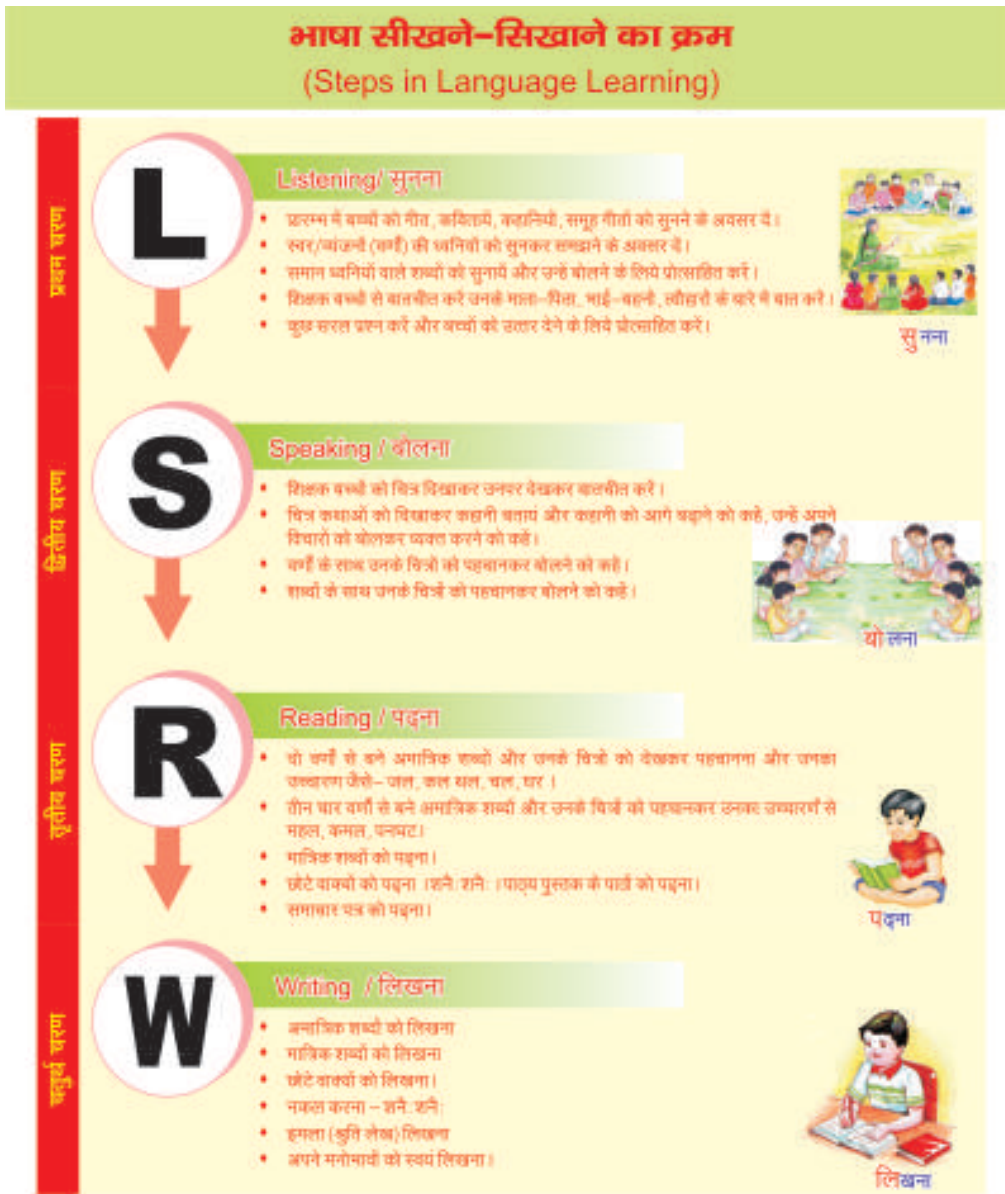 भाषा सीखने-सिखाने का क्रम
(Steps in Language Learning)
प्रथम चरण
L
Listening/ सुनना
• प्रारम्भ में बच्चों को गीत, कवितायें, कहानियों, समूह गीतों को सुनने के अवसर दें।
• स्वर/व्यंजनों (वर्णों) की ध्वनियों को सुनकर समझने के अवसर दें।
• समान ध्वनियों वाले शब्दों को सुनायें और उन्हें बोलने के लिये प्रोत्साहित करें।
• शिक्षक बच्चों से बातचीत करें उनके माता-पिता, भाई-बहनों, त्यौहारों के बारे में बात करें।
• कुछ सरल प्रश्न करें और बच्चों को उत्तर देने के लिये प्रोत्साहित करें।
सुनना
द्वितीय चरण
S
Speaking / बोलना
• शिक्षक बच्चों को चित्र दिखाकर उनपर देखकर बातचीत करें।
• चित्र कथाओं को दिखाकर कहानी बतायं और कहानी को आगे बढ़ाने को कहें, उन्हें अपने
विचारों को बोलकर व्यक्त करने को कहें।
• वर्णों के साथ उनके चित्रों को पहचानकर बोलने को कहें।
• शब्दों के साथ उनके चित्रों को पहचानकर बोलने को कहें।
बोलना
तृतीय चरण
R
Reading / पढ़ना
• दो वर्णों से बने अमात्रिक शब्दों और उनके चित्रों को देखकर पहचानना और उनका
उच्चारण जैसे- जल, कल थल, चल, घर ।
• तीन चार वर्णों से बने अमात्रिक शब्दों और उनके चित्रों को पहचानकर उनका उच्चारण से
महल, कमल, पनघट।
• मात्रिक शब्दों को पढ़ना।
• छोटे वाक्यों को पढ़ना ।शनैःशनैः ।पाठ्य पुस्तक के पाठों को पढ़ना।
• समाचार पत्र को पढ़ना।
पढ़ना
चतुर्थ चरण
W
Writing / लिखना
• अमात्रिक शब्दों को लिखना
• मात्रिक शब्दों को लिखना
• छोटे वाक्यों को लिखना।
• नकल करना – शनैः शनैः
• इमला (श्रुति लेख) लिखना
• अपने मनोभावों को स्वयं लिखना।
लिखना